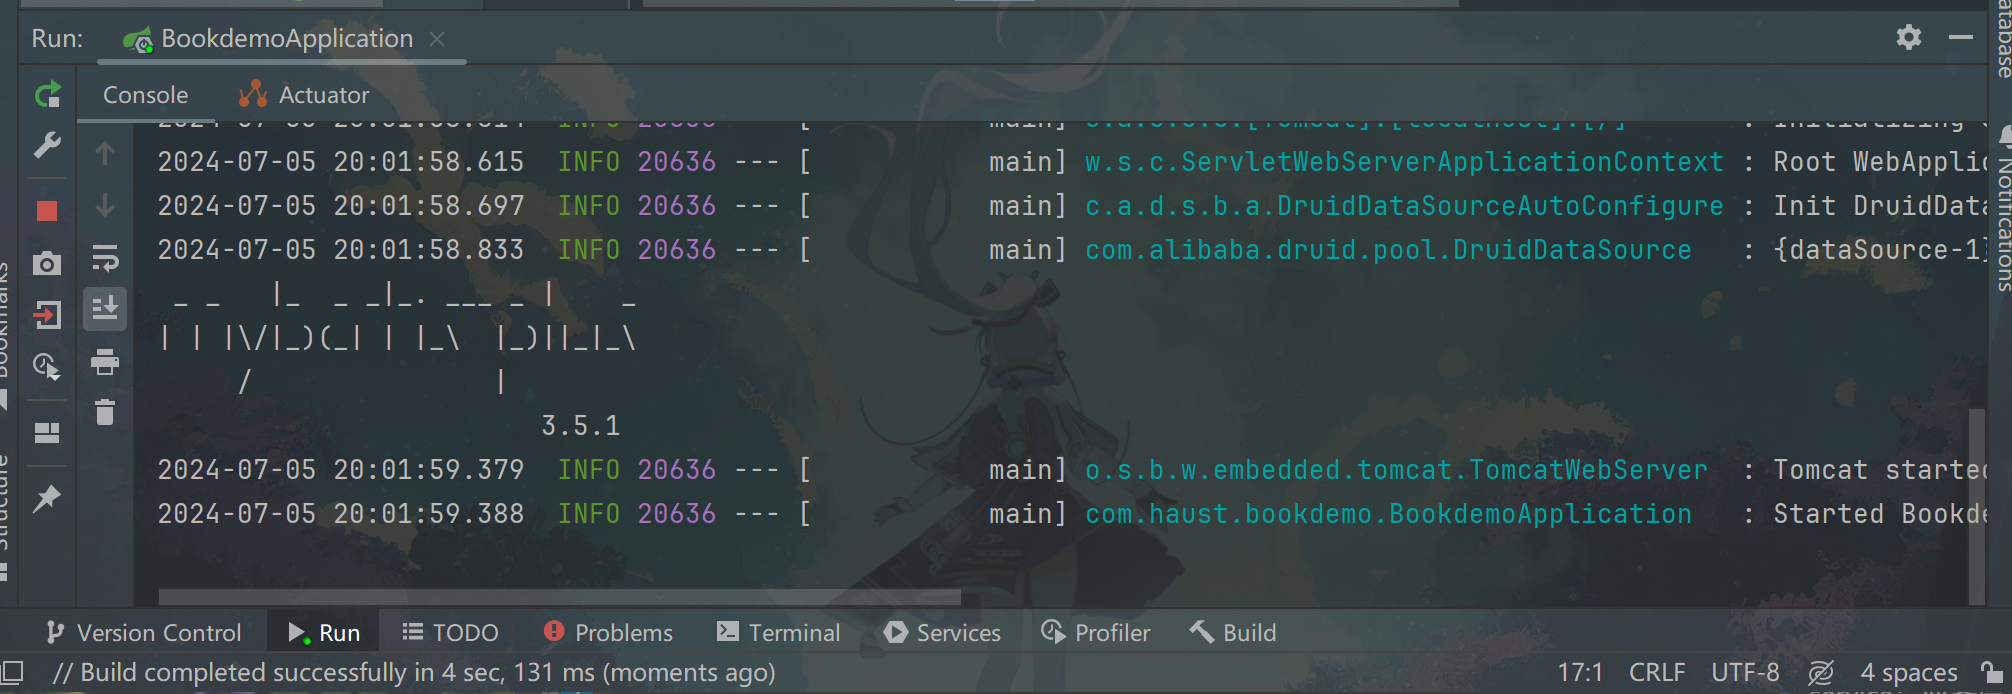 Run: BookdemoApplication
Console Actuator
2024-07-05 20:01:58.615 INFO 20636 --- [ main] w.s.c.ServletWebServerApplicationContext : Root WebApplic
2024-07-05 20:01:58.697 INFO 20636 --- [ main] c.a.d.s.b.a.DruidDataSourceAutoConfigure : Init DruidData
2024-07-05 20:01:58.833 INFO 20636 --- [ main] com.alibaba.druid.pool.DruidDataSource : {dataSource-1}
 _ _   |_  _ _|_. ___ _ |    _
| | |\/|_)(_| | |_\  |_)||_|_\
     /               |
3.5.1
2024-07-05 20:01:59.379 INFO 20636 --- [ main] o.s.b.w.embedded.tomcat.TomcatWebServer : Tomcat started
2024-07-05 20:01:59.388 INFO 20636 --- [ main] com.haust.bookdemo.BookdemoApplication : Started Bookde
Database
Notifications
Bookmarks
Structure
Version Control Run TODO Problems Terminal Services Profiler Build
// Build completed successfully in 4 sec, 131 ms (moments ago) 17:1 CRLF UTF-8 4 spaces